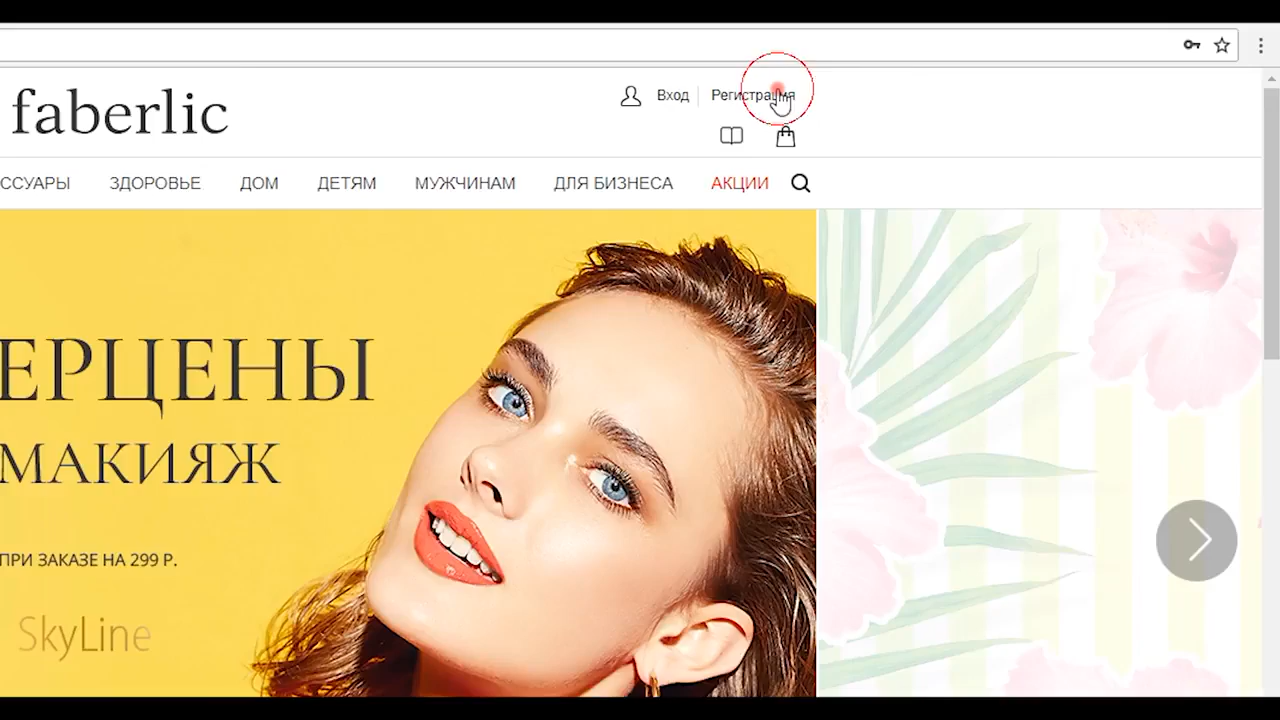 faberlic
Вход
Регистрация
ССУАРЫ ЗДОРОВЬЕ ДОМ ДЕТЯМ МУЖЧИНАМ ДЛЯ БИЗНЕСА АКЦИИ
ЕРЦЕНЫ
МАКИЯЖ
ПРИ ЗАКАЗЕ НА 299 Р.
SkyLine